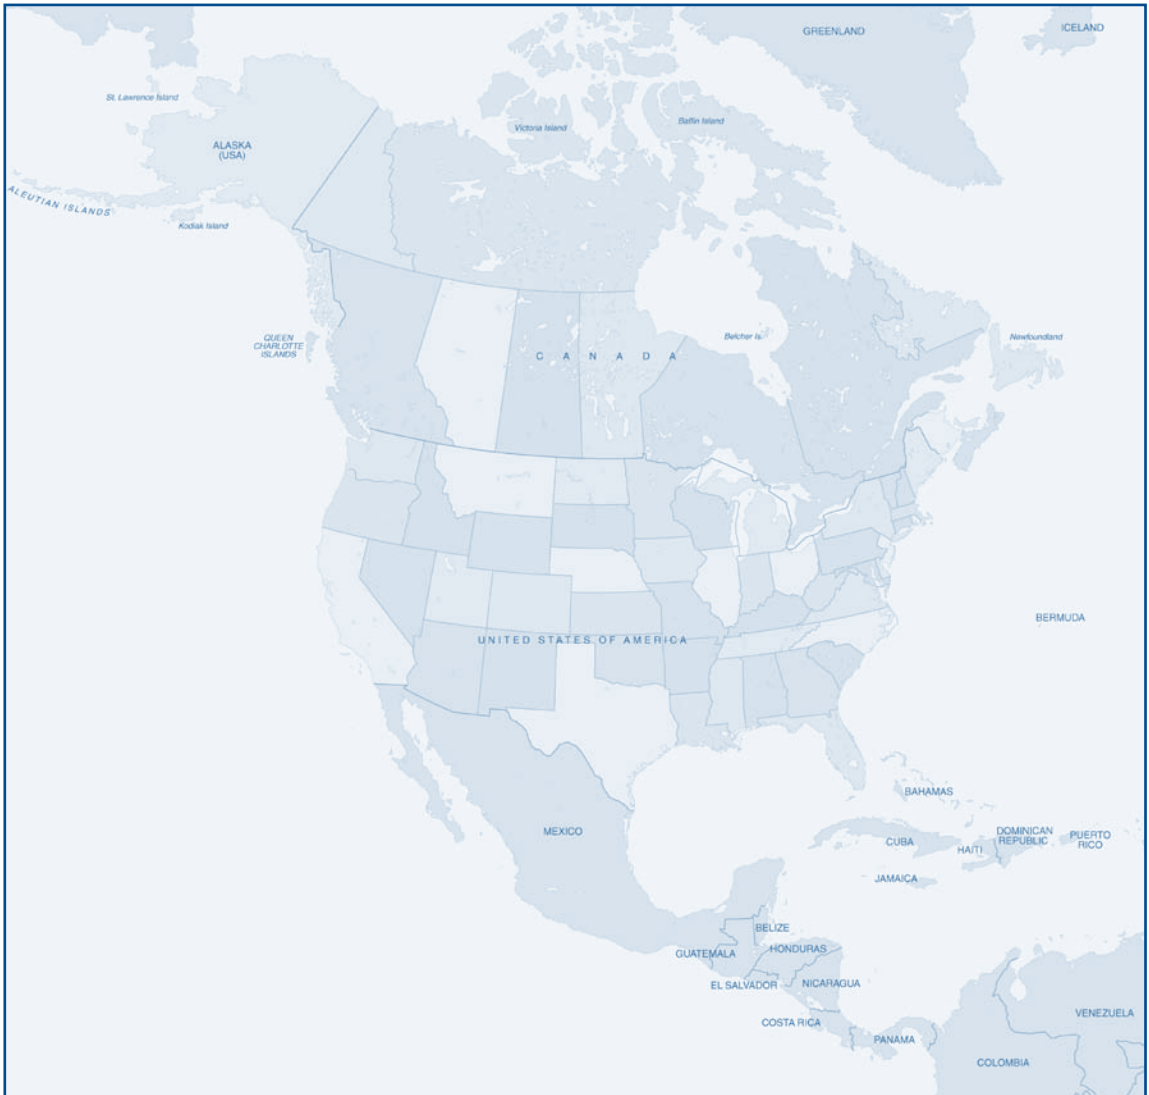 GREENLAND
ICELAND
St. Lawrence Island
Victoria Island
Baffin Island
ALASKA
(USA)
ALEUTIAN ISLANDS
Kodiak Island
QUEEN
CHARLOTTE
ISLANDS
Belcher Is.
Newfoundland
CANADA
BERMUDA
UNITED STATES OF AMERICA
BAHAMAS
MEXICO
CUBA
HAITI
DOMINICAN
REPUBLIC
PUERTO
RICO
JAMAICA
BELIZE
GUATEMALA
HONDURAS
EL SALVADOR
NICARAGUA
COSTA RICA
PANAMA
VENEZUELA
COLOMBIA